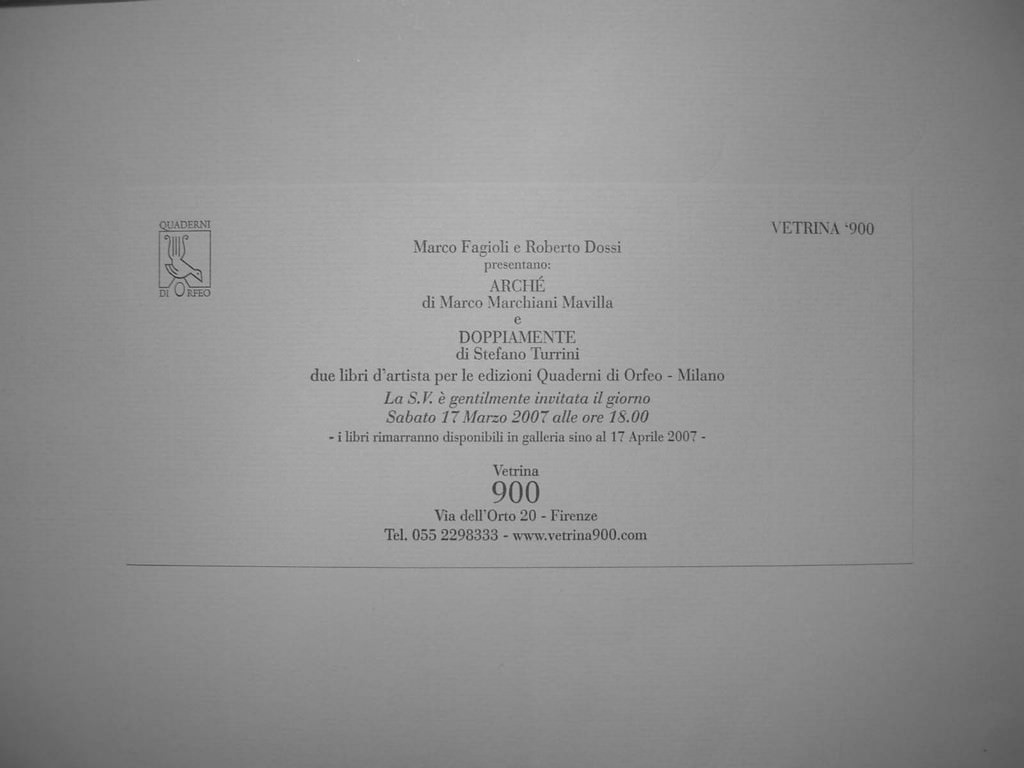 QUADERNI
DI ORFEO
VETRINA '900
Marco Fagioli e Roberto Dossi
presentano:
ARCHÉ
di Marco Marchiani Mavilla
e
DOPPIAMENTE
di Stefano Turrini
due libri d'artista per le edizioni Quaderni di Orfeo - Milano
La S.V. è gentilmente invitata il giorno
Sabato 17 Marzo 2007 alle ore 18.00
- i libri rimarranno disponibili in galleria sino al 17 Aprile 2007 -
Vetrina
900
Via dell'Orto 20 - Firenze
Tel. 055 2298333 - www.vetrina900.com